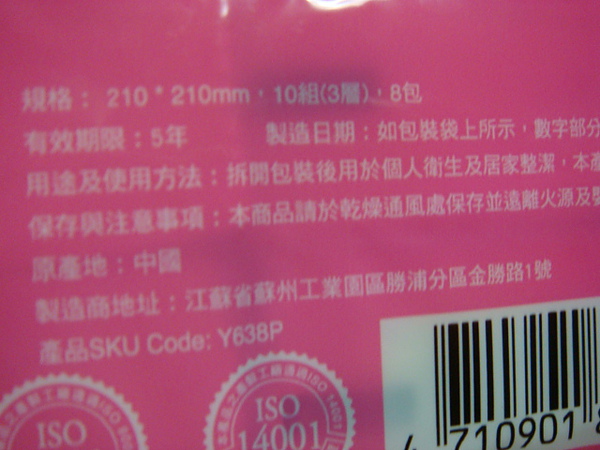 規格： 210 * 210mm，10組(3層)，8包
有效期限：5年 製造日期：如包裝袋上所示，數字部分
用途及使用方法：拆開包裝後用於個人衛生及居家整潔，本產
保存與注意事項：本商品請於乾燥通風處保存並遠離火源及嬰
原產地：中國
製造商地址：江蘇省蘇州工業園區勝浦分區金勝路1號
產品SKU Code: Y638P
ISO
ISO
14001
4 710901